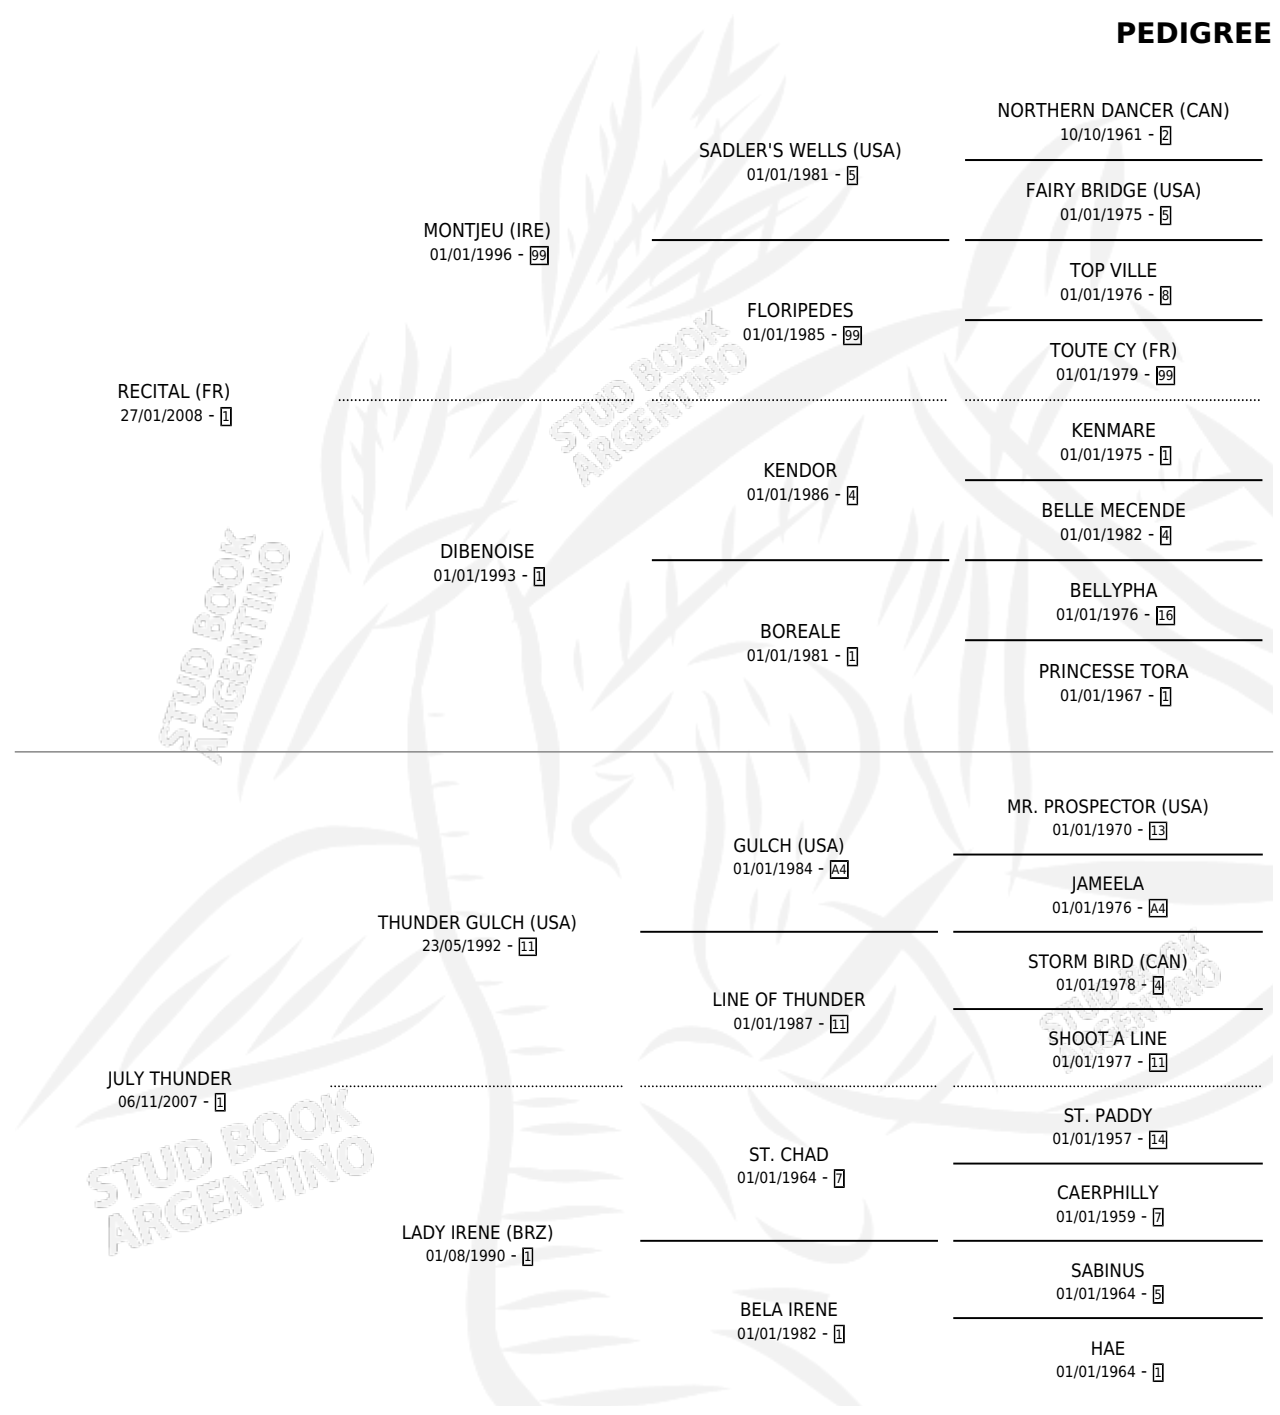 PEDIGREE
NORTHERN DANCER (CAN)
10/10/1961 - 2
SADLER'S WELLS (USA)
01/01/1981 - 5
FAIRY BRIDGE (USA)
01/01/1975 - 5
MONTJEU (IRE)
01/01/1996 - 99
TOP VILLE
01/01/1976 - 8
FLORIPEDES
01/01/1985 - 99
TOUTE CY (FR)
01/01/1979 - 99
RECITAL (FR)
27/01/2008 - 1
KENMARE
01/01/1975 - 1
KENDOR
01/01/1986 - 4
BELLE MECENDE
01/01/1982 - 4
DIBENOISE
01/01/1993 - 1
BELLYPHA
01/01/1976 - 16
BOREALE
01/01/1981 - 1
PRINCESSE TORA
01/01/1967 - 1
MR. PROSPECTOR (USA)
01/01/1970 - 13
GULCH (USA)
01/01/1984 - A4
JAMEELA
01/01/1976 - A4
THUNDER GULCH (USA)
23/05/1992 - 11
STORM BIRD (CAN)
01/01/1978 - 4
LINE OF THUNDER
01/01/1987 - 11
SHOOT A LINE
01/01/1977 - 11
JULY THUNDER
06/11/2007 - 1
ST. PADDY
01/01/1957 - 14
ST. CHAD
01/01/1964 - 7
CAERPHILLY
01/01/1959 - 7
LADY IRENE (BRZ)
01/08/1990 - 1
SABINUS
01/01/1964 - 5
BELA IRENE
01/01/1982 - 1
HAE
01/01/1964 - 1
STUD BOOK
ARGENTINO
STUD BOOK
ARGENTINO
STUD BOOK
ARGENTINO
STUD BOOK
ARGENTINO